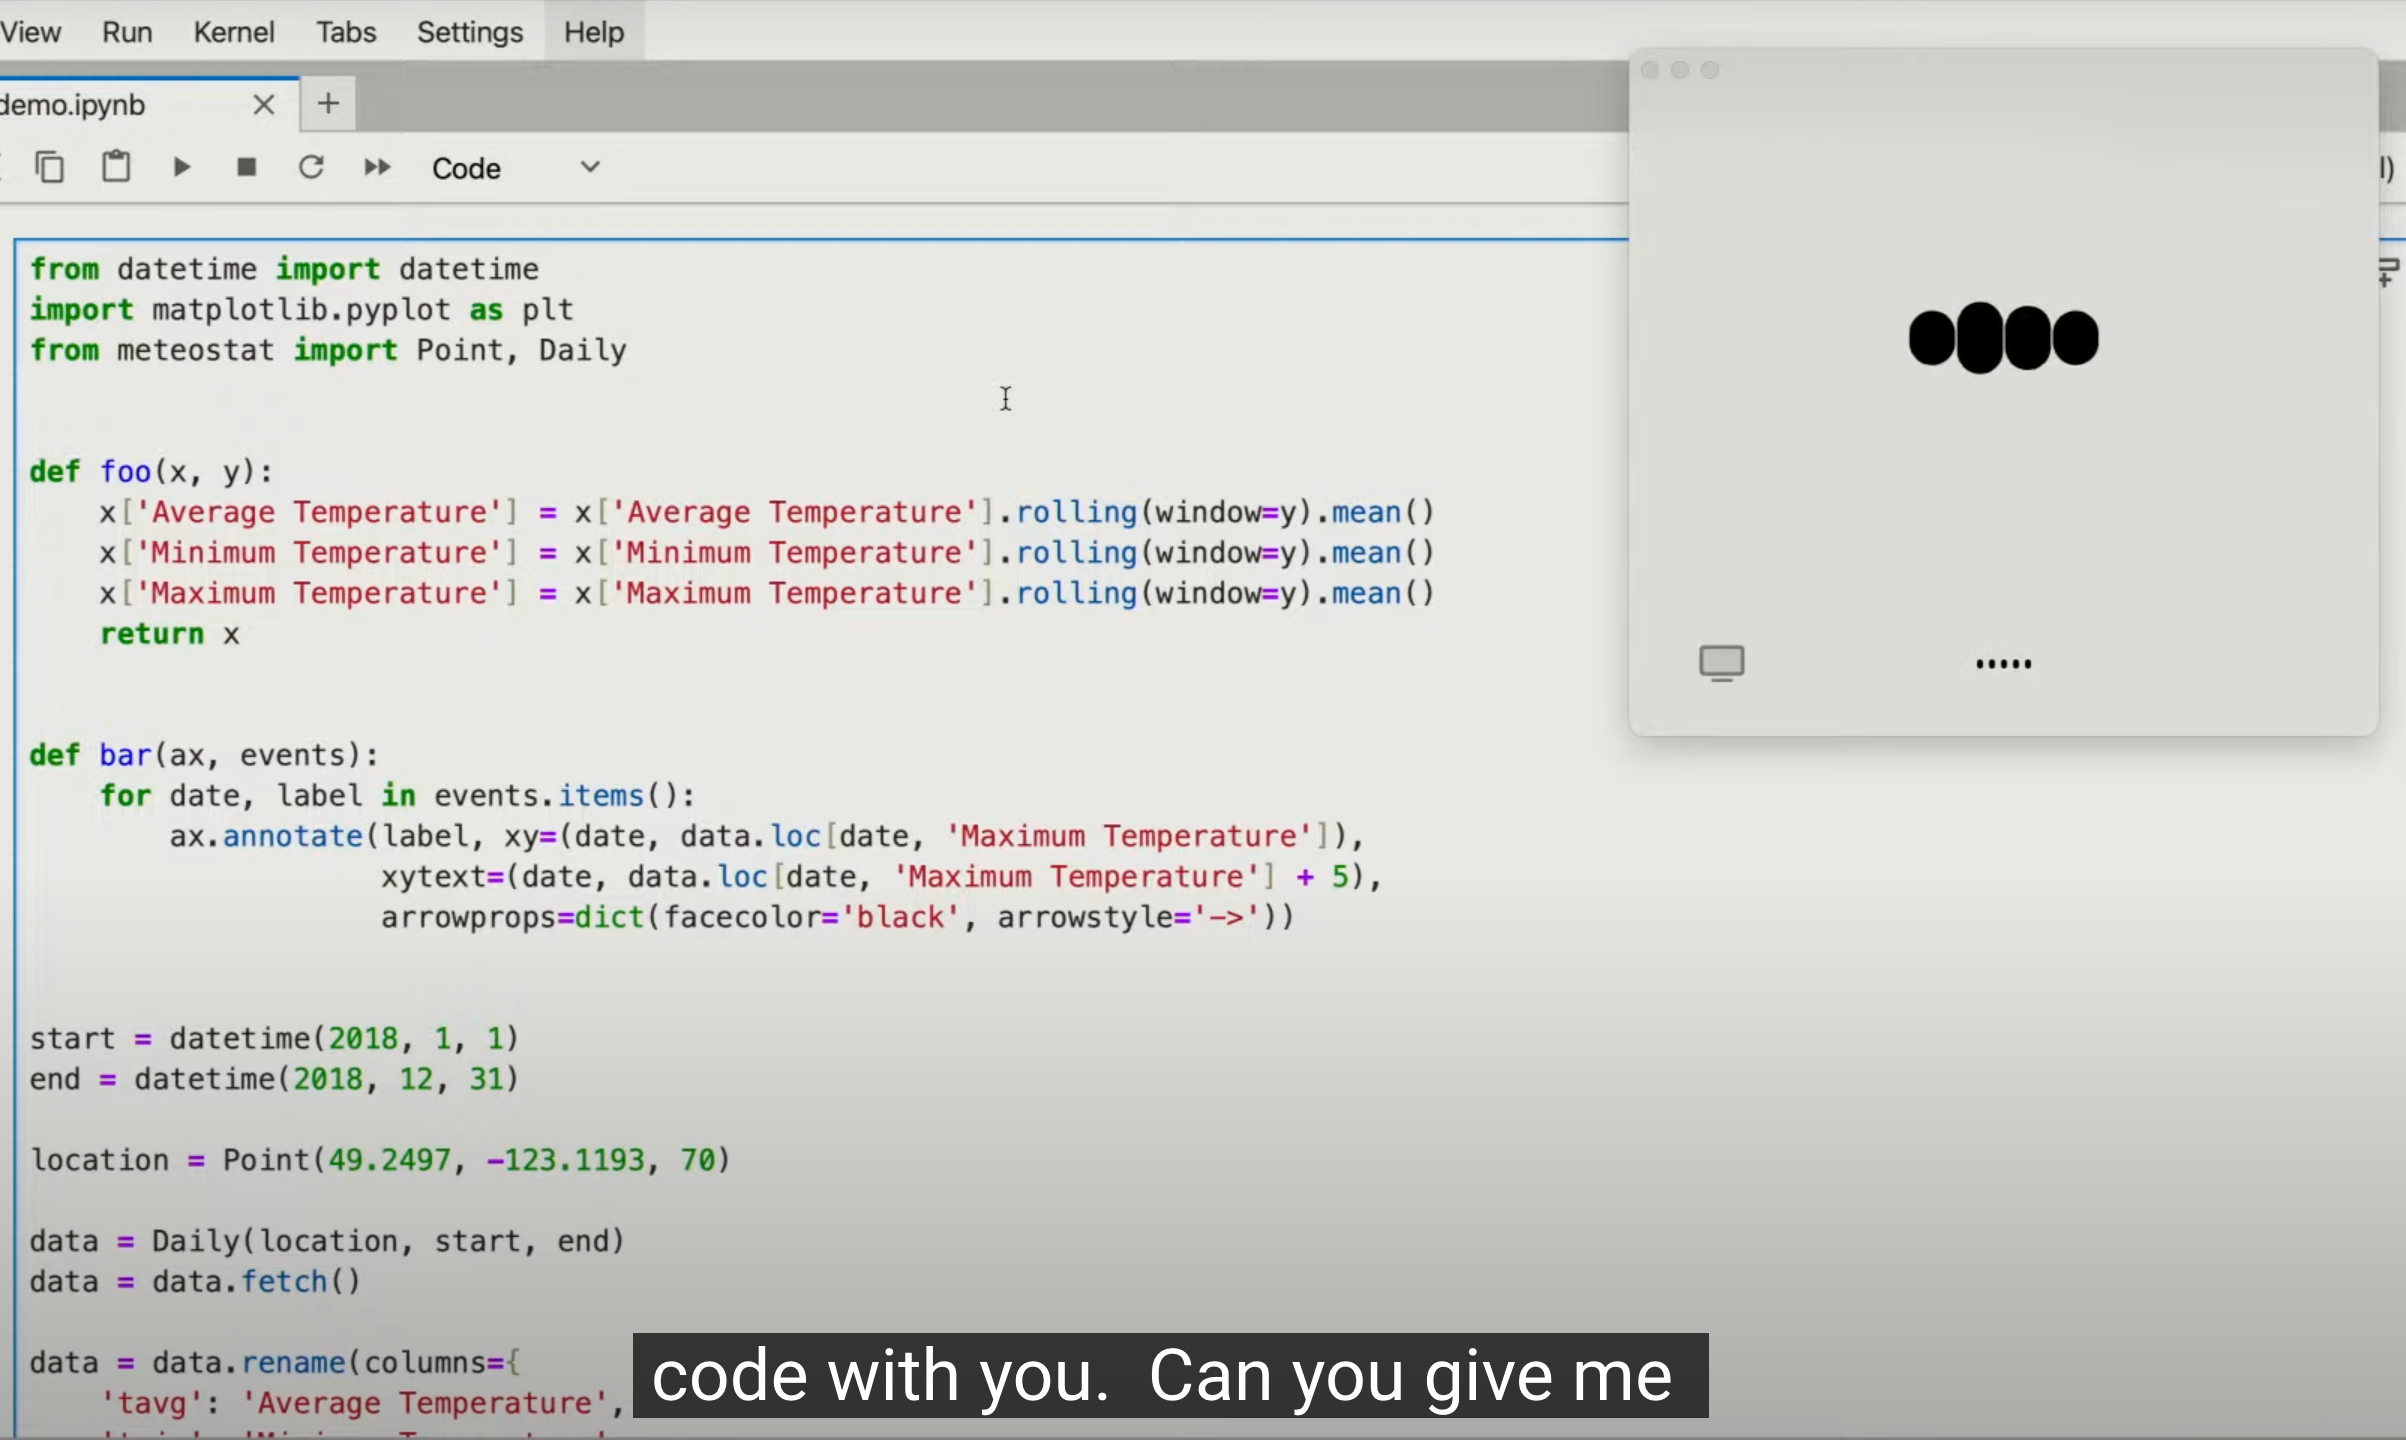 View Run Kernel Tabs Settings Help
demo.ipynb
Code
from datetime import datetime
import matplotlib.pyplot as plt
from meteostat import Point, Daily
def foo(x, y):
    x['Average Temperature'] = x['Average Temperature'].rolling(window=y).mean()
    x['Minimum Temperature'] = x['Minimum Temperature'].rolling(window=y).mean()
    x['Maximum Temperature'] = x['Maximum Temperature'].rolling(window=y).mean()
    return x
def bar(ax, events):
    for date, label in events.items():
        ax.annotate(label, xy=(date, data.loc[date, 'Maximum Temperature']),
                    xytext=(date, data.loc[date, 'Maximum Temperature'] + 5),
                    arrowprops=dict(facecolor='black', arrowstyle='->'))
start = datetime(2018, 1, 1)
end = datetime(2018, 12, 31)
location = Point(49.2497, -123.1193, 70)
data = Daily(location, start, end)
data = data.fetch()
data = data.rename(columns={
    'tavg': 'Average Temperature',
code with you. Can you give me